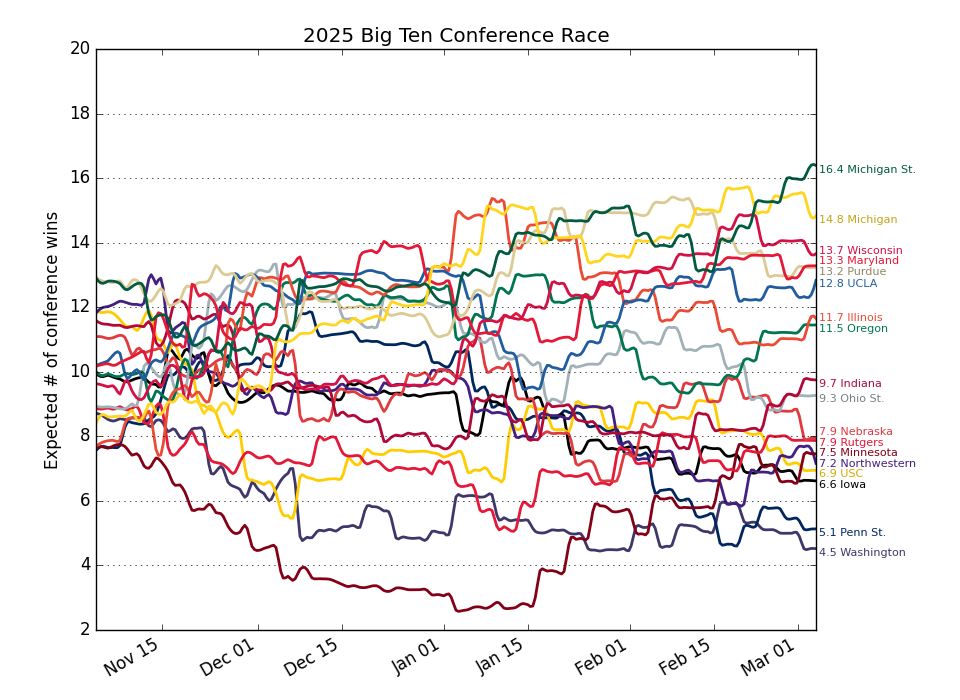 2025 Big Ten Conference Race
Expected # of conference wins
20
18
16
14
12
10
8
6
4
2
Nov 15
Dec 01
Dec 15
Jan 01
Jan 15
Feb 01
Feb 15
Mar 01
16.4 Michigan St.
14.8 Michigan
13.7 Wisconsin
13.3 Maryland
13.2 Purdue
12.8 UCLA
11.7 Illinois
11.5 Oregon
9.7 Indiana
9.3 Ohio St.
7.9 Nebraska
7.9 Rutgers
7.5 Minnesota
7.2 Northwestern
6.9 USC
6.6 Iowa
5.1 Penn St.
4.5 Washington